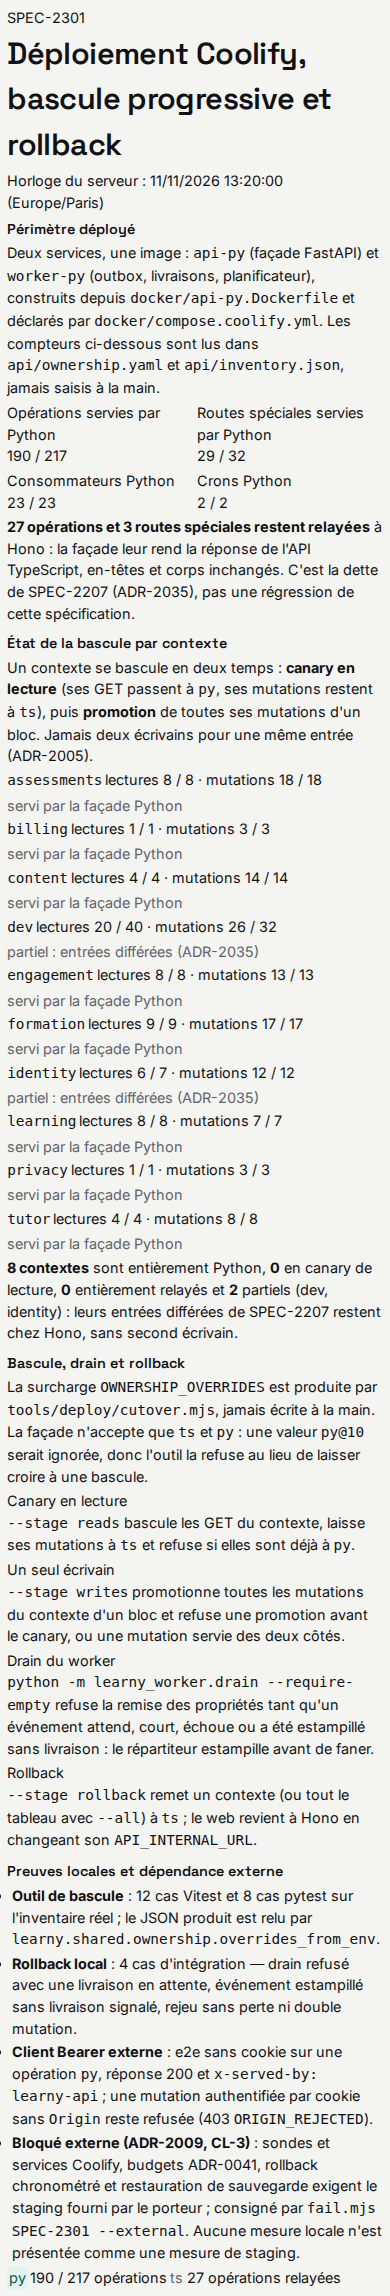 SPEC-2301
Déploiement Coolify,
bascule progressive et
rollback
Horloge du serveur : 11/11/2026 13:20:00
(Europe/Paris)
Périmètre déployé
Deux services, une image : api-py (façade FastAPI) et
worker-py (outbox, livraisons, planificateur),
construits depuis docker/api-py.Dockerfile et
déclarés par docker/compose.coolify.yml. Les
compteurs ci-dessous sont lus dans
api/ownership.yaml et api/inventory.json,
jamais saisis à la main.
Opérations servies par
Python
190 / 217
Routes spéciales servies
par Python
29 / 32
Consommateurs Python
23 / 23
Crons Python
2 / 2
27 opérations et 3 routes spéciales restent relayées à
Hono : la façade leur rend la réponse de l'API
TypeScript, en-têtes et corps inchangés. C'est la dette
de SPEC-2207 (ADR-2035), pas une régression de
cette spécification.
État de la bascule par contexte
Un contexte se bascule en deux temps : canary en
lecture (ses GET passent à py, ses mutations restent
à ts), puis promotion de toutes ses mutations d'un
bloc. Jamais deux écrivains pour une même entrée
(ADR-2005).
assessments lectures 8 / 8 · mutations 18 / 18
servi par la façade Python
billing lectures 1 / 1 · mutations 3 / 3
servi par la façade Python
content lectures 4 / 4 · mutations 14 / 14
servi par la façade Python
dev lectures 20 / 40 · mutations 26 / 32
partiel : entrées différées (ADR-2035)
engagement lectures 8 / 8 · mutations 13 / 13
servi par la façade Python
formation lectures 9 / 9 · mutations 17 / 17
servi par la façade Python
identity lectures 6 / 7 · mutations 12 / 12
partiel : entrées différées (ADR-2035)
learning lectures 8 / 8 · mutations 7 / 7
servi par la façade Python
privacy lectures 1 / 1 · mutations 3 / 3
servi par la façade Python
tutor lectures 4 / 4 · mutations 8 / 8
servi par la façade Python
8 contextes sont entièrement Python, 0 en canary de
lecture, 0 entièrement relayés et 2 partiels (dev,
identity) : leurs entrées différées de SPEC-2207 restent
chez Hono, sans second écrivain.
Bascule, drain et rollback
La surcharge OWNERSHIP_OVERRIDES est produite par
tools/deploy/cutover.mjs, jamais écrite à la main.
La façade n'accepte que ts et py : une valeur py@10
serait ignorée, donc l'outil la refuse au lieu de laisser
croire à une bascule.
Canary en lecture
--stage reads bascule les GET du contexte, laisse
ses mutations à ts et refuse si elles sont déjà à py.
Un seul écrivain
--stage writes promotionne toutes les mutations
du contexte d'un bloc et refuse une promotion avant
le canary, ou une mutation servie des deux côtés.
Drain du worker
python -m learny_worker.drain --require-
empty refuse la remise des propriétés tant qu'un
événement attend, court, échoue ou a été estampillé
sans livraison : le répartiteur estampille avant de faner.
Rollback
--stage rollback remet un contexte (ou tout le
tableau avec --all) à ts ; le web revient à Hono en
changeant son API_INTERNAL_URL.
Preuves locales et dépendance externe
Outil de bascule : 12 cas Vitest et 8 cas pytest sur
l'inventaire réel ; le JSON produit est relu par
learny.shared.ownership.overrides_from_env.
Rollback local : 4 cas d'intégration — drain refusé
avec une livraison en attente, événement estampillé
sans livraison signalé, rejeu sans perte ni double
mutation.
Client Bearer externe : e2e sans cookie sur une
opération py, réponse 200 et x-served-by:
learny-api ; une mutation authentifiée par cookie
sans Origin reste refusée (403 ORIGIN_REJECTED).
Bloqué externe (ADR-2009, CL-3) : sondes et
services Coolify, budgets ADR-0041, rollback
chronométré et restauration de sauvegarde exigent le
staging fourni par le porteur ; consigné par fail.mjs
SPEC-2301 --external. Aucune mesure locale n'est
présentée comme une mesure de staging.
py 190 / 217 opérations ts 27 opérations relayées